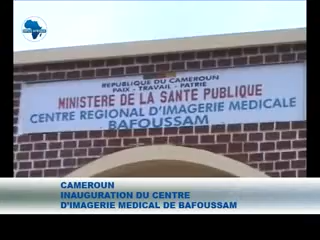 REPUBLIQUE DU CAMEROUN
PAIX - TRAVAIL - PATRIE
MINISTERE DE LA SANTE PUBLIQUE
CENTRE REGIONAL D'IMAGERIE MEDICALE
BAFOUSSAM
CAMEROUN
INAUGURATION DU CENTRE
D'IMAGERIE MEDICAL DE BAFOUSSAM